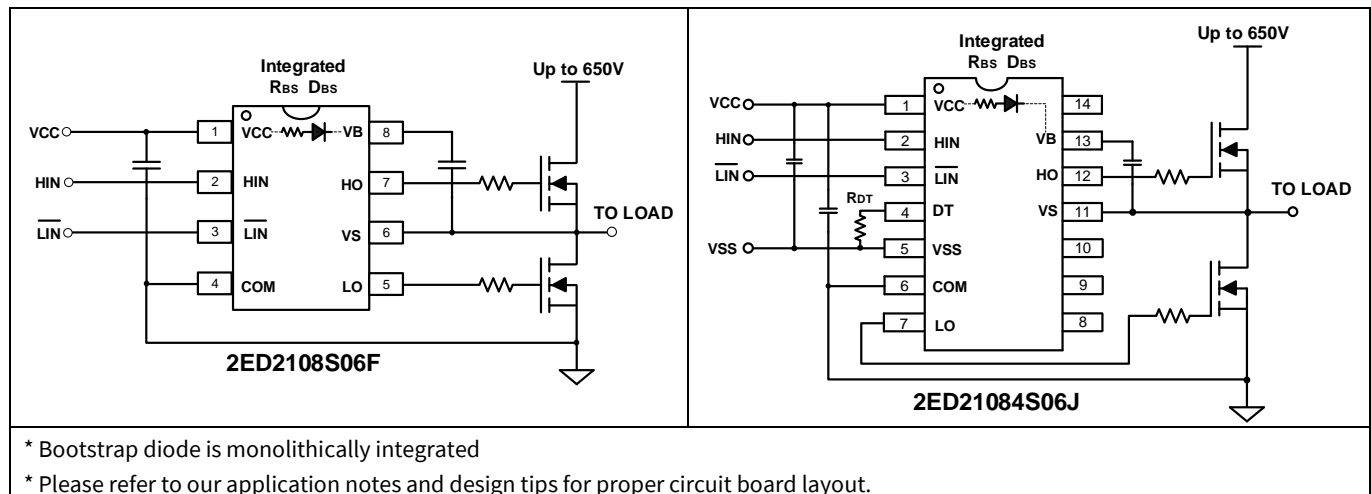 Integrated
RBS DBS
Up to 650V
VCC
1
VCC
VB
8
HIN
2
HIN
HO
7
LIN
3
LIN
VS
6
TO LOAD
4
COM
LO
5
2ED2108S06F
Integrated
RBS DBS
Up to 650V
VCC
1
VCC
14
HIN
2
HIN
VB
13
LIN
3
LIN
HO
12
RDT
4
DT
VS
11
TO LOAD
VSS
5
VSS
10
6
COM
9
7
LO
8
2ED21084S06J
* Bootstrap diode is monolithically integrated
* Please refer to our application notes and design tips for proper circuit board layout.